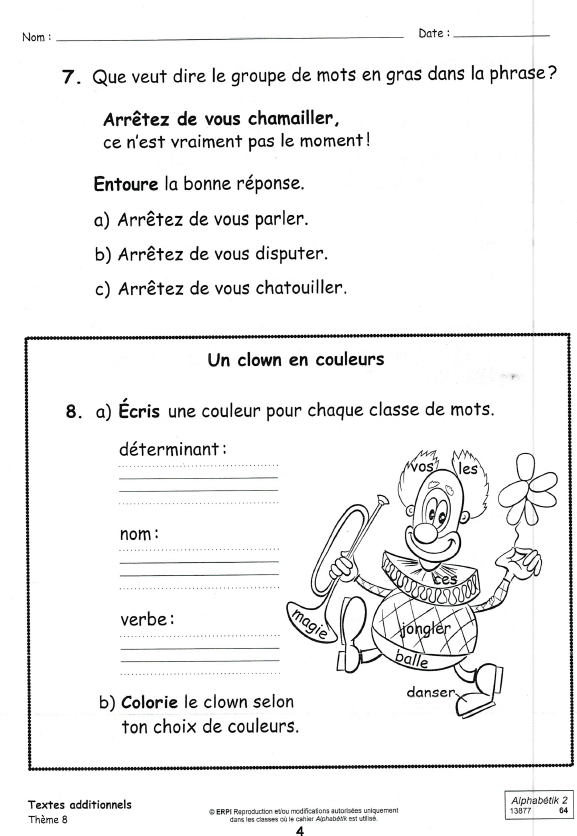 Nom : Date :
7. Que veut dire le groupe de mots en gras dans la phrase?
Arrêtez de vous chamailler,
ce n'est vraiment pas le moment!
Entoure la bonne réponse.
a) Arrêtez de vous parler.
b) Arrêtez de vous disputer.
c) Arrêtez de vous chatouiller.
Un clown en couleurs
8. a) Écris une couleur pour chaque classe de mots.
déterminant:
nom:
verbe:
b) Colorie le clown selon
ton choix de couleurs.
vos les
ces
magie
jongler
balle
danser
Textes additionnels
Thème 8
© ERPI Reproduction et/ou modifications autorisées uniquement
dans les classes où le cahier Alphabétik est utilisé.
4
Alphabétik 2
13877 64